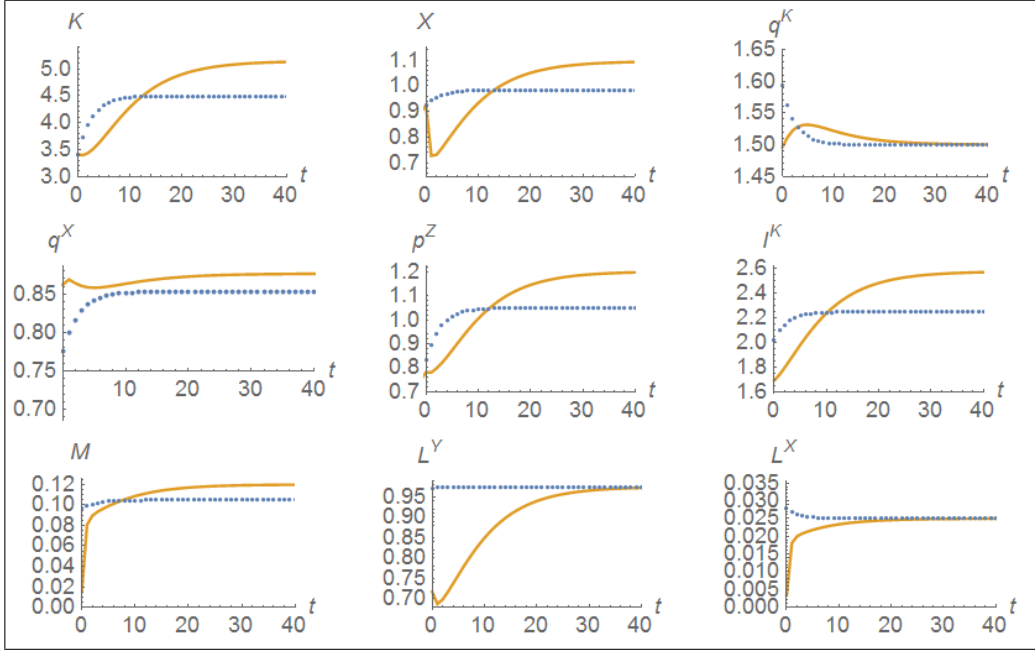 K
5.0
4.5
4.0
3.5
3.0
0 10 20 30 40 t
X
1.1
1.0
0.9
0.8
0.7
0 10 20 30 40 t
q^K
1.65
1.60
1.55
1.50
1.45
0 10 20 30 40 t
q^X
0.85
0.80
0.75
0.70
10 20 30 40 t
p^Z
1.2
1.1
1.0
0.9
0.8
0.7
0 10 20 30 40 t
I^K
2.6
2.4
2.2
2.0
1.8
1.6
0 10 20 30 40 t
M
0.12
0.10
0.08
0.06
0.04
0.02
0.00
0 10 20 30 40 t
L^Y
0.95
0.90
0.85
0.80
0.75
0.70
0 10 20 30 40 t
L^X
0.035
0.030
0.025
0.020
0.015
0.010
0.005
0.000
0 10 20 30 40 t